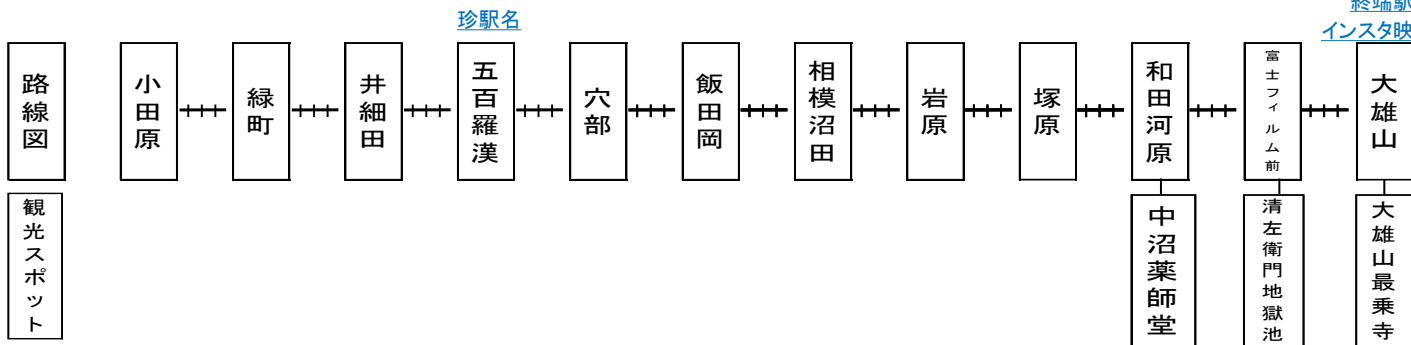 珍駅名
終端駅
インスタ映
路線図
小田原
緑町
井細田
五百羅漢
穴部
飯田岡
相模沼田
岩原
塚原
和田河原
富士フィルム前
大雄山
観光スポット
中沼薬師堂
清左衛門地獄池
大雄山最乗寺